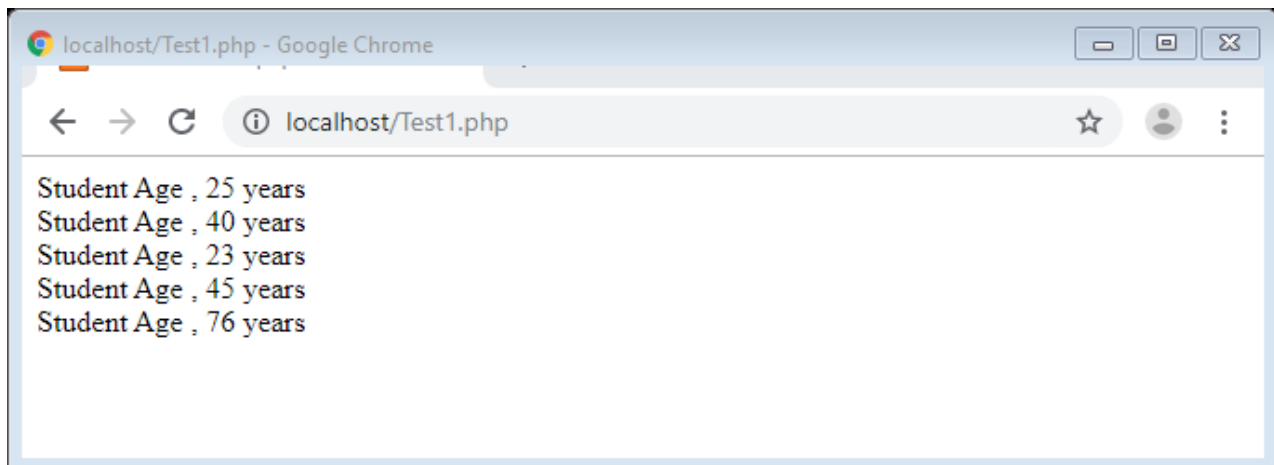 localhost/Test1.php - Google Chrome
localhost/Test1.php
Student Age , 25 years
Student Age , 40 years
Student Age , 23 years
Student Age , 45 years
Student Age , 76 years